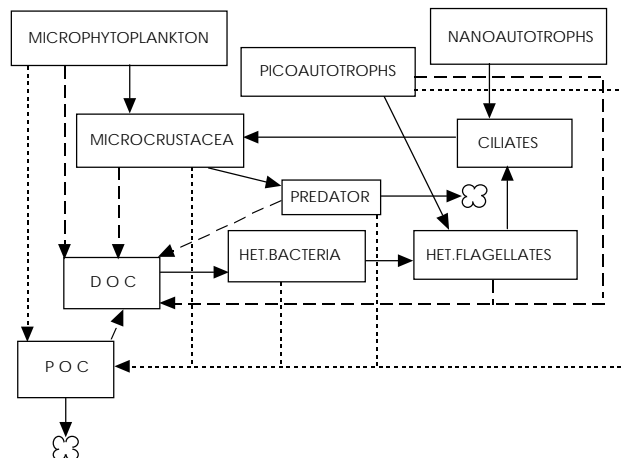 MICROPHYTOPLANKTON
NANOAUTOTROPHS
PICOAUTOTROPHS
MICROCRUSTACEA
CILIATES
PREDATOR
HET.BACTERIA
HET.FLAGELLATES
D O C
P O C